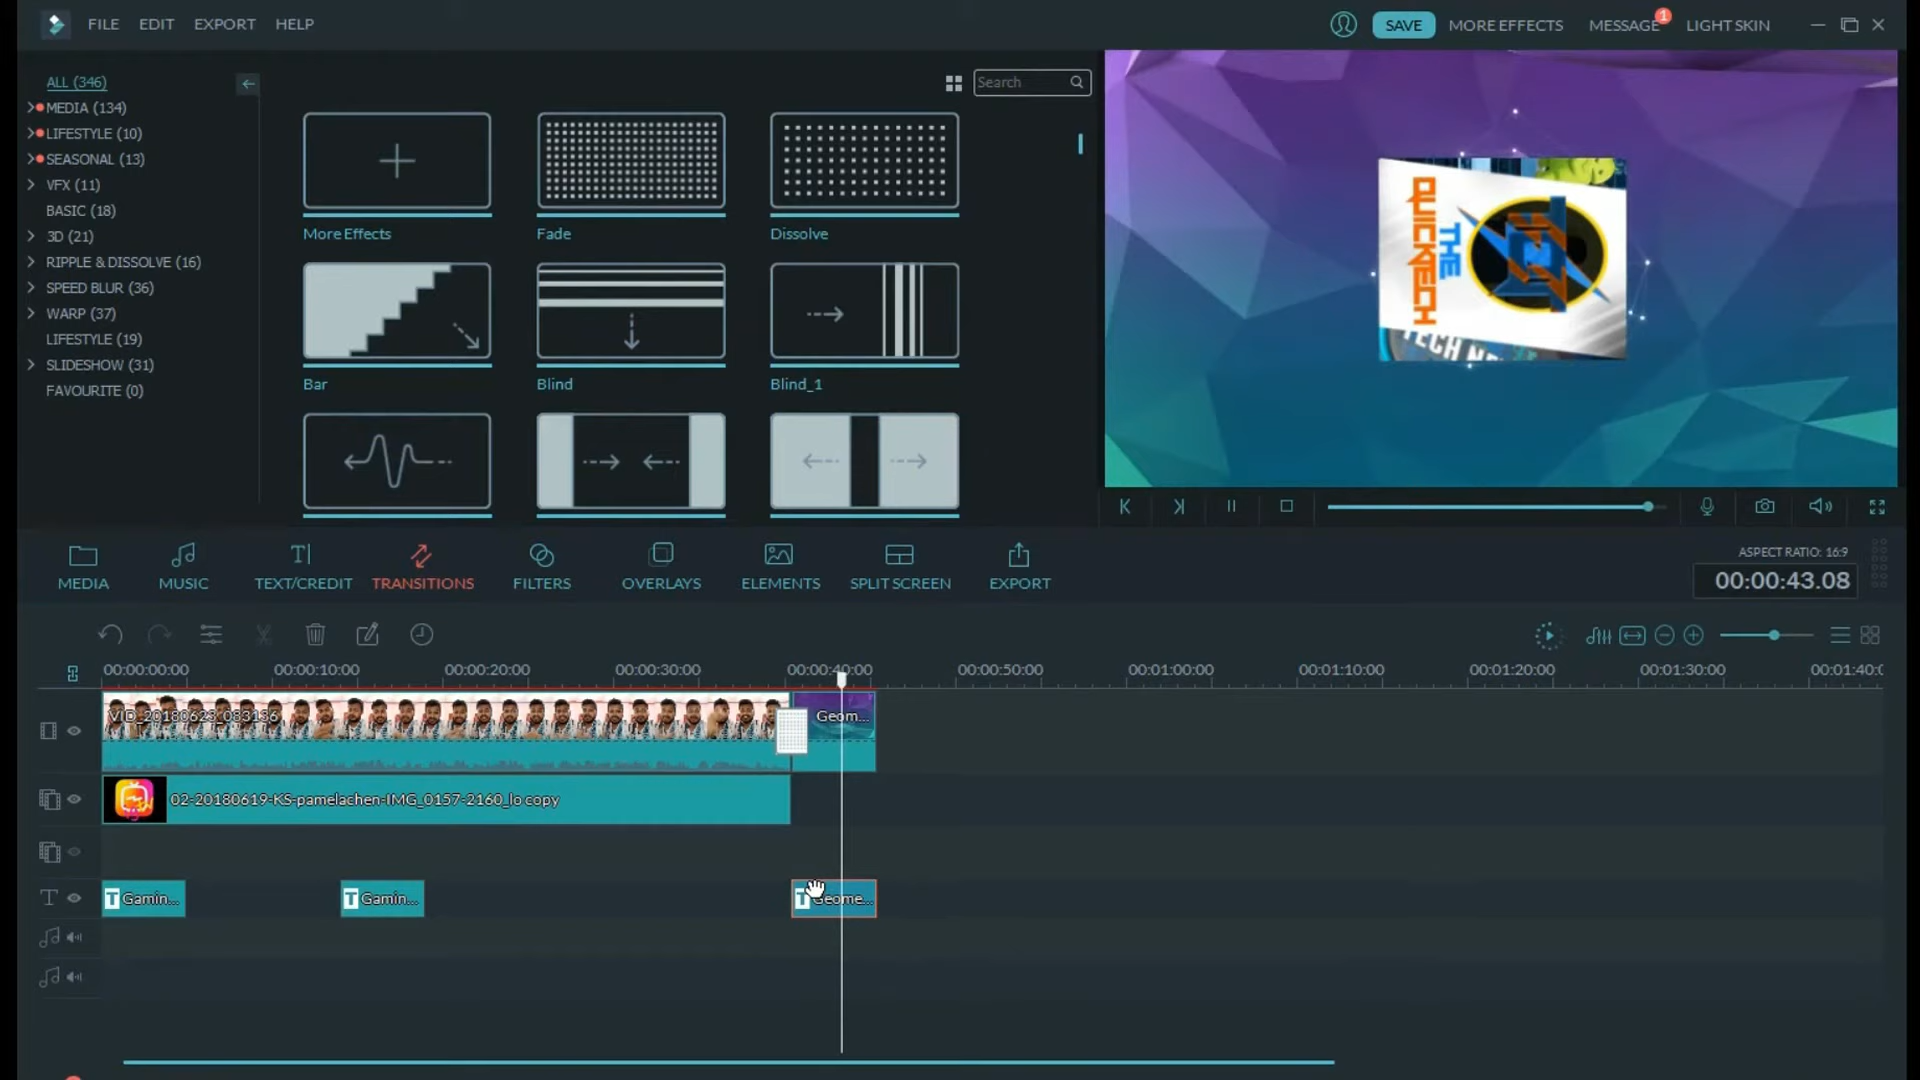 FILE EDIT EXPORT HELP
SAVE MORE EFFECTS MESSAGE 1 LIGHT SKIN
ALL (346)
MEDIA (134)
LIFESTYLE (10)
SEASONAL (13)
VFX (11)
BASIC (18)
3D (21)
RIPPLE & DISSOLVE (16)
SPEED BLUR (36)
WARP (37)
LIFESTYLE (19)
SLIDESHOW (31)
FAVOURITE (0)
Search
More Effects Fade Dissolve
Bar Blind Blind_1
THE
QUICKTECH
TECH
MEDIA MUSIC TEXT/CREDIT TRANSITIONS FILTERS OVERLAYS ELEMENTS SPLIT SCREEN EXPORT
ASPECT RATIO: 16:9
00:00:43.08
00:00:00:00 00:00:10:00 00:00:20:00 00:00:30:00 00:00:40:00 00:00:50:00 00:01:00:00 00:01:10:00 00:01:20:00 00:01:30:00 00:01:40:0
VID_20180623_083136 Geom...
02-20180619-KS-pamelachen-IMG_0157-2160_lo copy
T Gamin... T Gamin... T Geome...